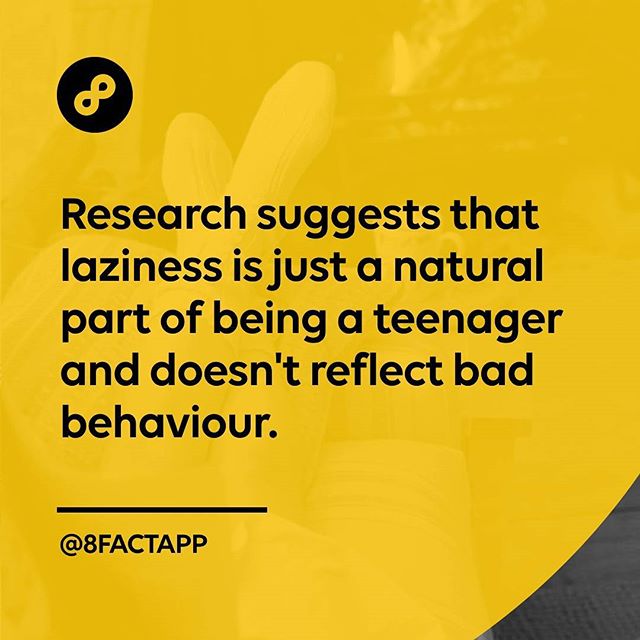 Research suggests that
laziness is just a natural
part of being a teenager
and doesn't reflect bad
behaviour.
@8FACTAPP